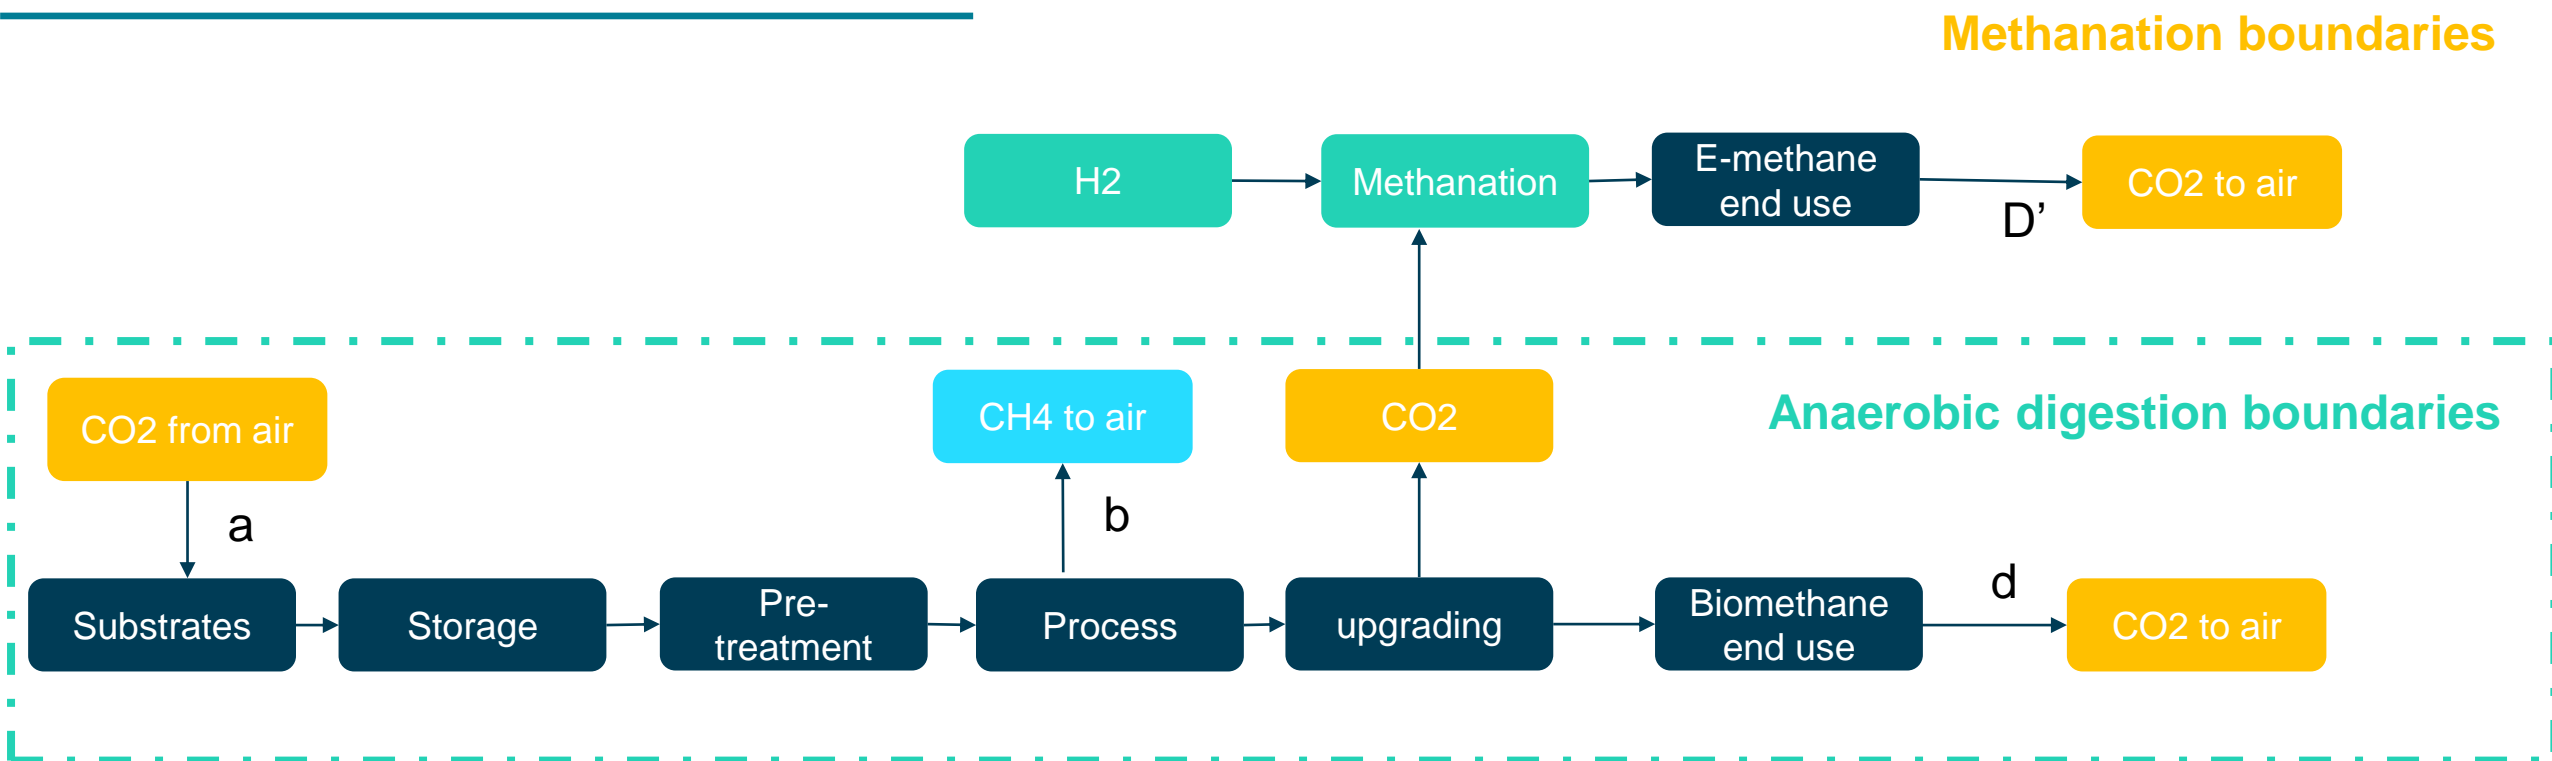 Methanation boundaries
H2
Methanation
E-methane
end use
CO2 to air
D’
CO2 from air
CH4 to air
CO2
Anaerobic digestion boundaries
a
b
d
Substrates
Storage
Pre-
treatment
Process
upgrading
Biomethane
end use
CO2 to air